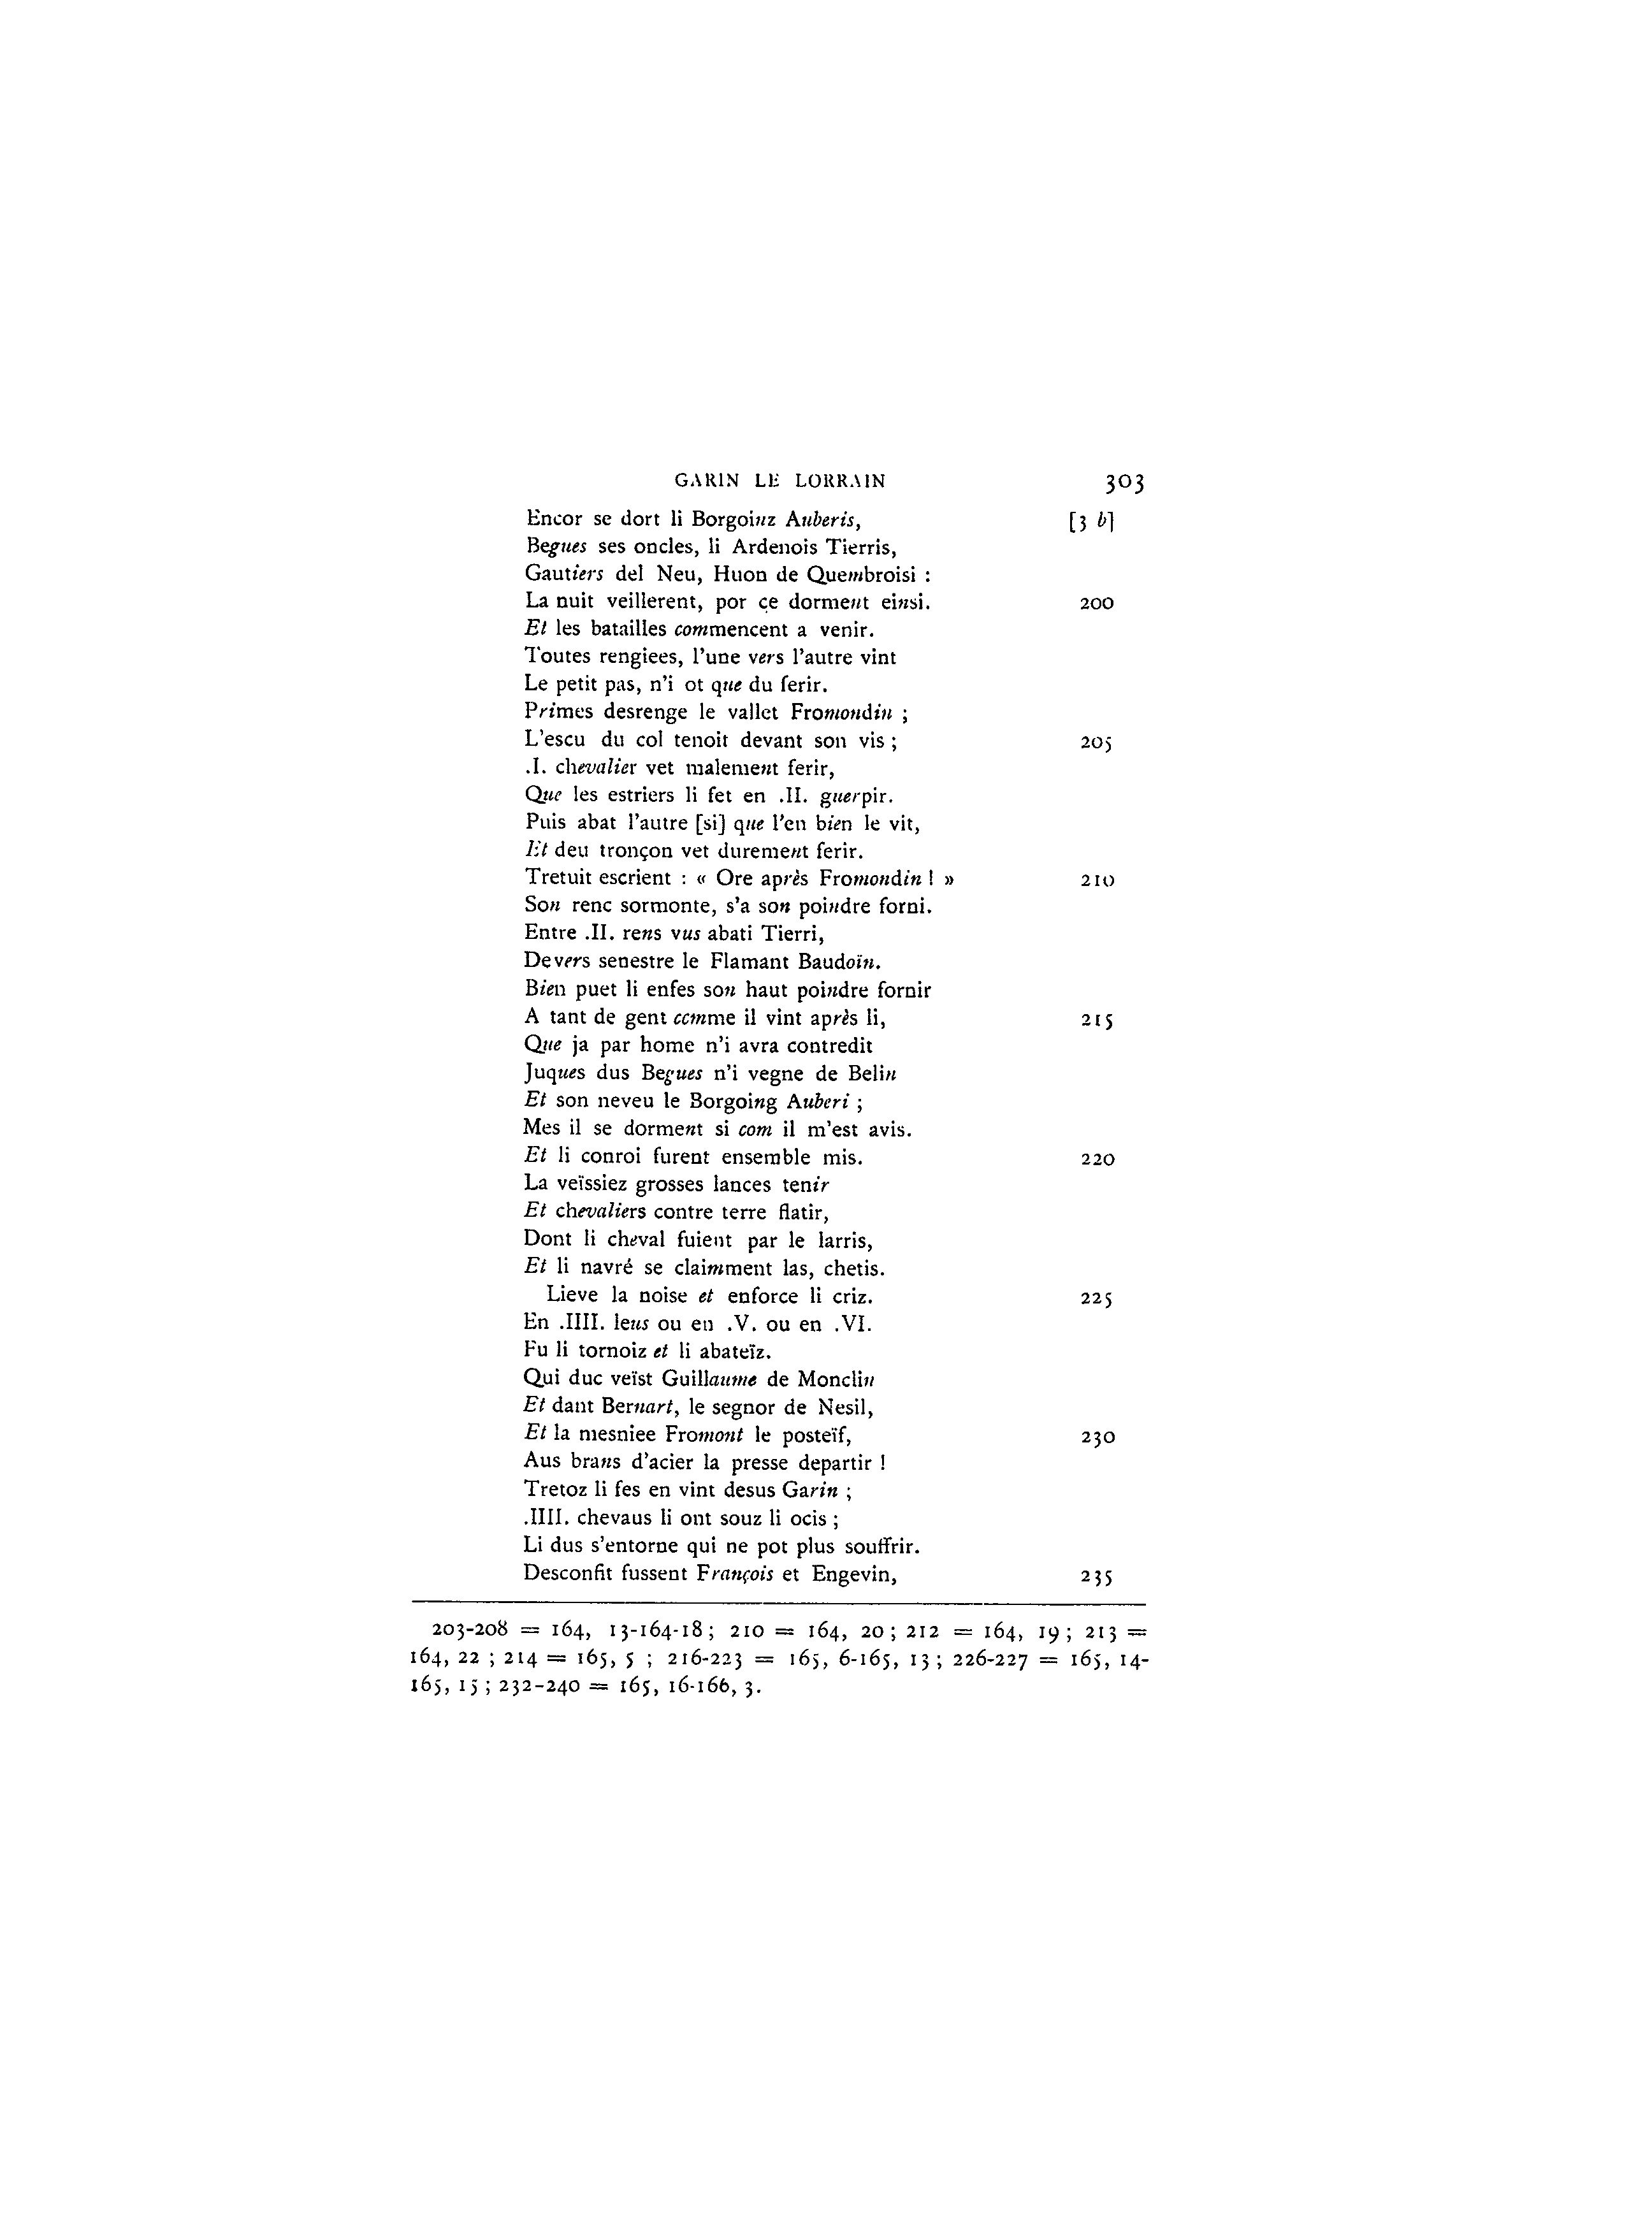 GARIN LE LORRAIN 303
Encor se dort li Borgoinz Auberis, [3 b]
Begues ses oncles, li Ardenois Tierris,
Gautiers del Neu, Huon de Quembroisi :
La nuit veillerent, por çe dorment einsi. 200
Et les batailles commencent a venir.
Toutes rengiees, l'une vers l'autre vint
Le petit pas, n'i ot que du ferir.
Primes desrenge le vallet Fromondin ;
L'escu du col tenoit devant son vis ; 205
.I. chevalier vet malement ferir,
Que les estriers li fet en .II. guerpir.
Puis abat l'autre [si] que l'en bien le vit,
Et deu tronçon vet durement ferir.
Tretuit escrient : « Ore après Fromondin ! » 210
Son renc sormonte, s'a son poindre forni.
Entre .II. rens vus abati Tierri,
Devers senestre le Flamant Baudoïn.
Bien puet li enfes son haut poindre fornir
A tant de gent ccmme il vint après li, 215
Que ja par home n'i avra contredit
Juques dus Begues n'i vegne de Belin
Et son neveu le Borgoing Auberi ;
Mes il se dorment si com il m'est avis.
Et li conroi furent ensemble mis. 220
La veïssiez grosses lances tenir
Et chevaliers contre terre flatir,
Dont li cheval fuient par le larris,
Et li navré se claimment las, chetis.
Lieve la noise et enforce li criz. 225
En .IIII. leus ou en .V. ou en .VI.
Fu li tornoiz et li abateïz.
Qui duc veïst Guillaume de Monclin
Et dant Bernart, le segnor de Nesil,
Et la mesniee Fromont le posteïf, 230
Aus brans d'acier la presse departir !
Tretoz li fes en vint desus Garin ;
.IIII. chevaus li ont souz li ocis ;
Li dus s'entorne qui ne pot plus souffrir.
Desconfit fussent François et Engevin, 235
203-208 = 164, 13-164-18 ; 210 = 164, 20 ; 212 = 164, 19 ; 213 =
164, 22 ; 214 = 165, 5 ; 216-223 = 165, 6-165, 13 ; 226-227 = 165, 14-
165, 15 ; 232-240 = 165, 16-166, 3.